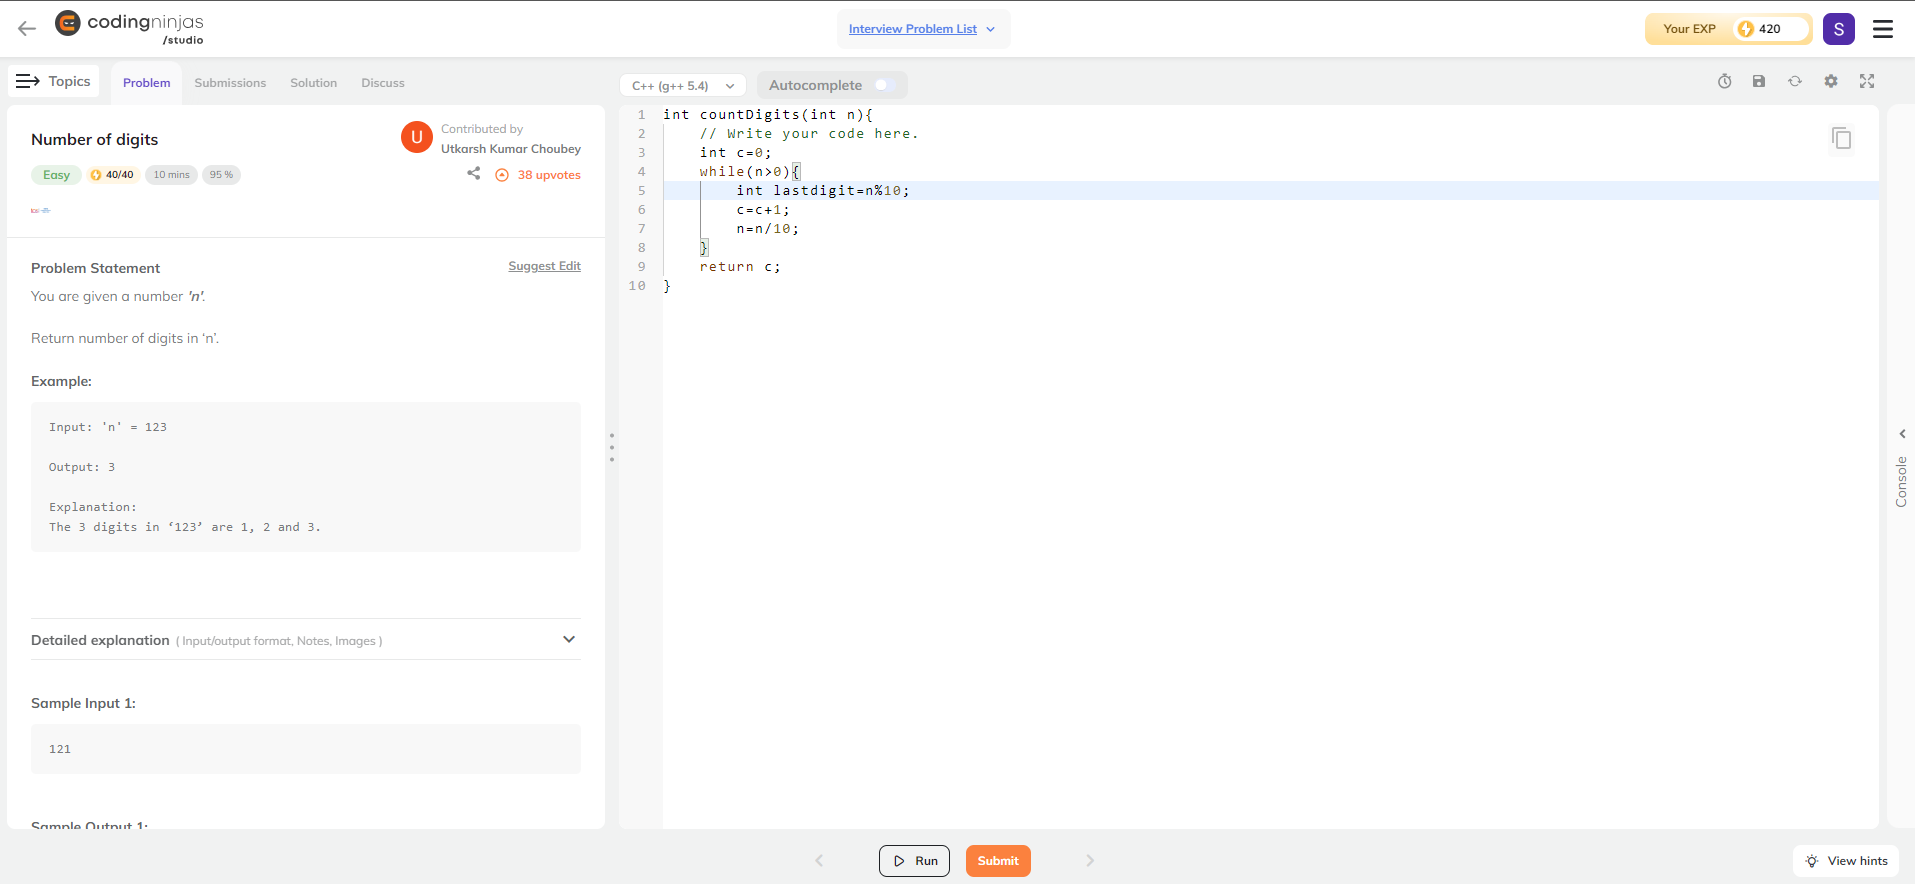 codingninjas
/studio
Interview Problem List
Your EXP 420
S
Topics
Problem Submissions Solution Discuss
Number of digits
Easy 40/40 10 mins 95 %
U
Contributed by
Utkarsh Kumar Choubey
38 upvotes
Problem Statement
Suggest Edit
You are given a number 'n'.
Return number of digits in ‘n’.
Example:
Input: 'n' = 123
Output: 3
Explanation:
The 3 digits in ‘123’ are 1, 2 and 3.
Detailed explanation ( Input/output format, Notes, Images )
Sample Input 1:
121
Sample Output 1:
C++ (g++ 5.4) Autocomplete
1 int countDigits(int n){
2 // Write your code here.
3 int c=0;
4 while(n>0){
5 int lastdigit=n%10;
6 c=c+1;
7 n=n/10;
8 }
9 return c;
10 }
Console
Run
Submit
View hints